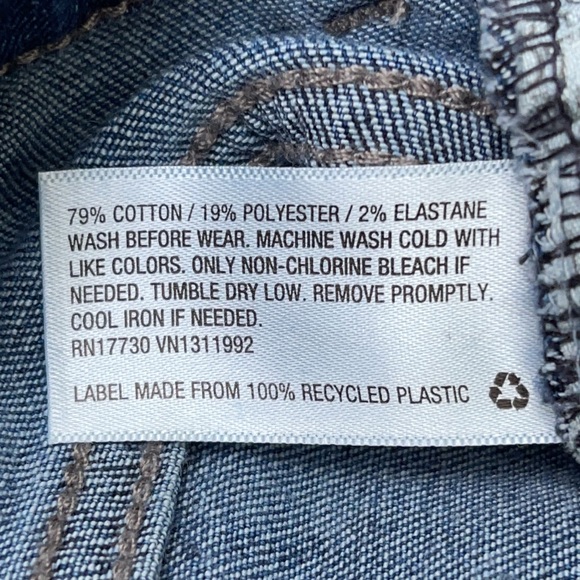 79% COTTON / 19% POLYESTER / 2% ELASTANE
WASH BEFORE WEAR. MACHINE WASH COLD WITH
LIKE COLORS. ONLY NON-CHLORINE BLEACH IF
NEEDED. TUMBLE DRY LOW. REMOVE PROMPTLY.
COOL IRON IF NEEDED.
RN17730 VN1311992
LABEL MADE FROM 100% RECYCLED PLASTIC